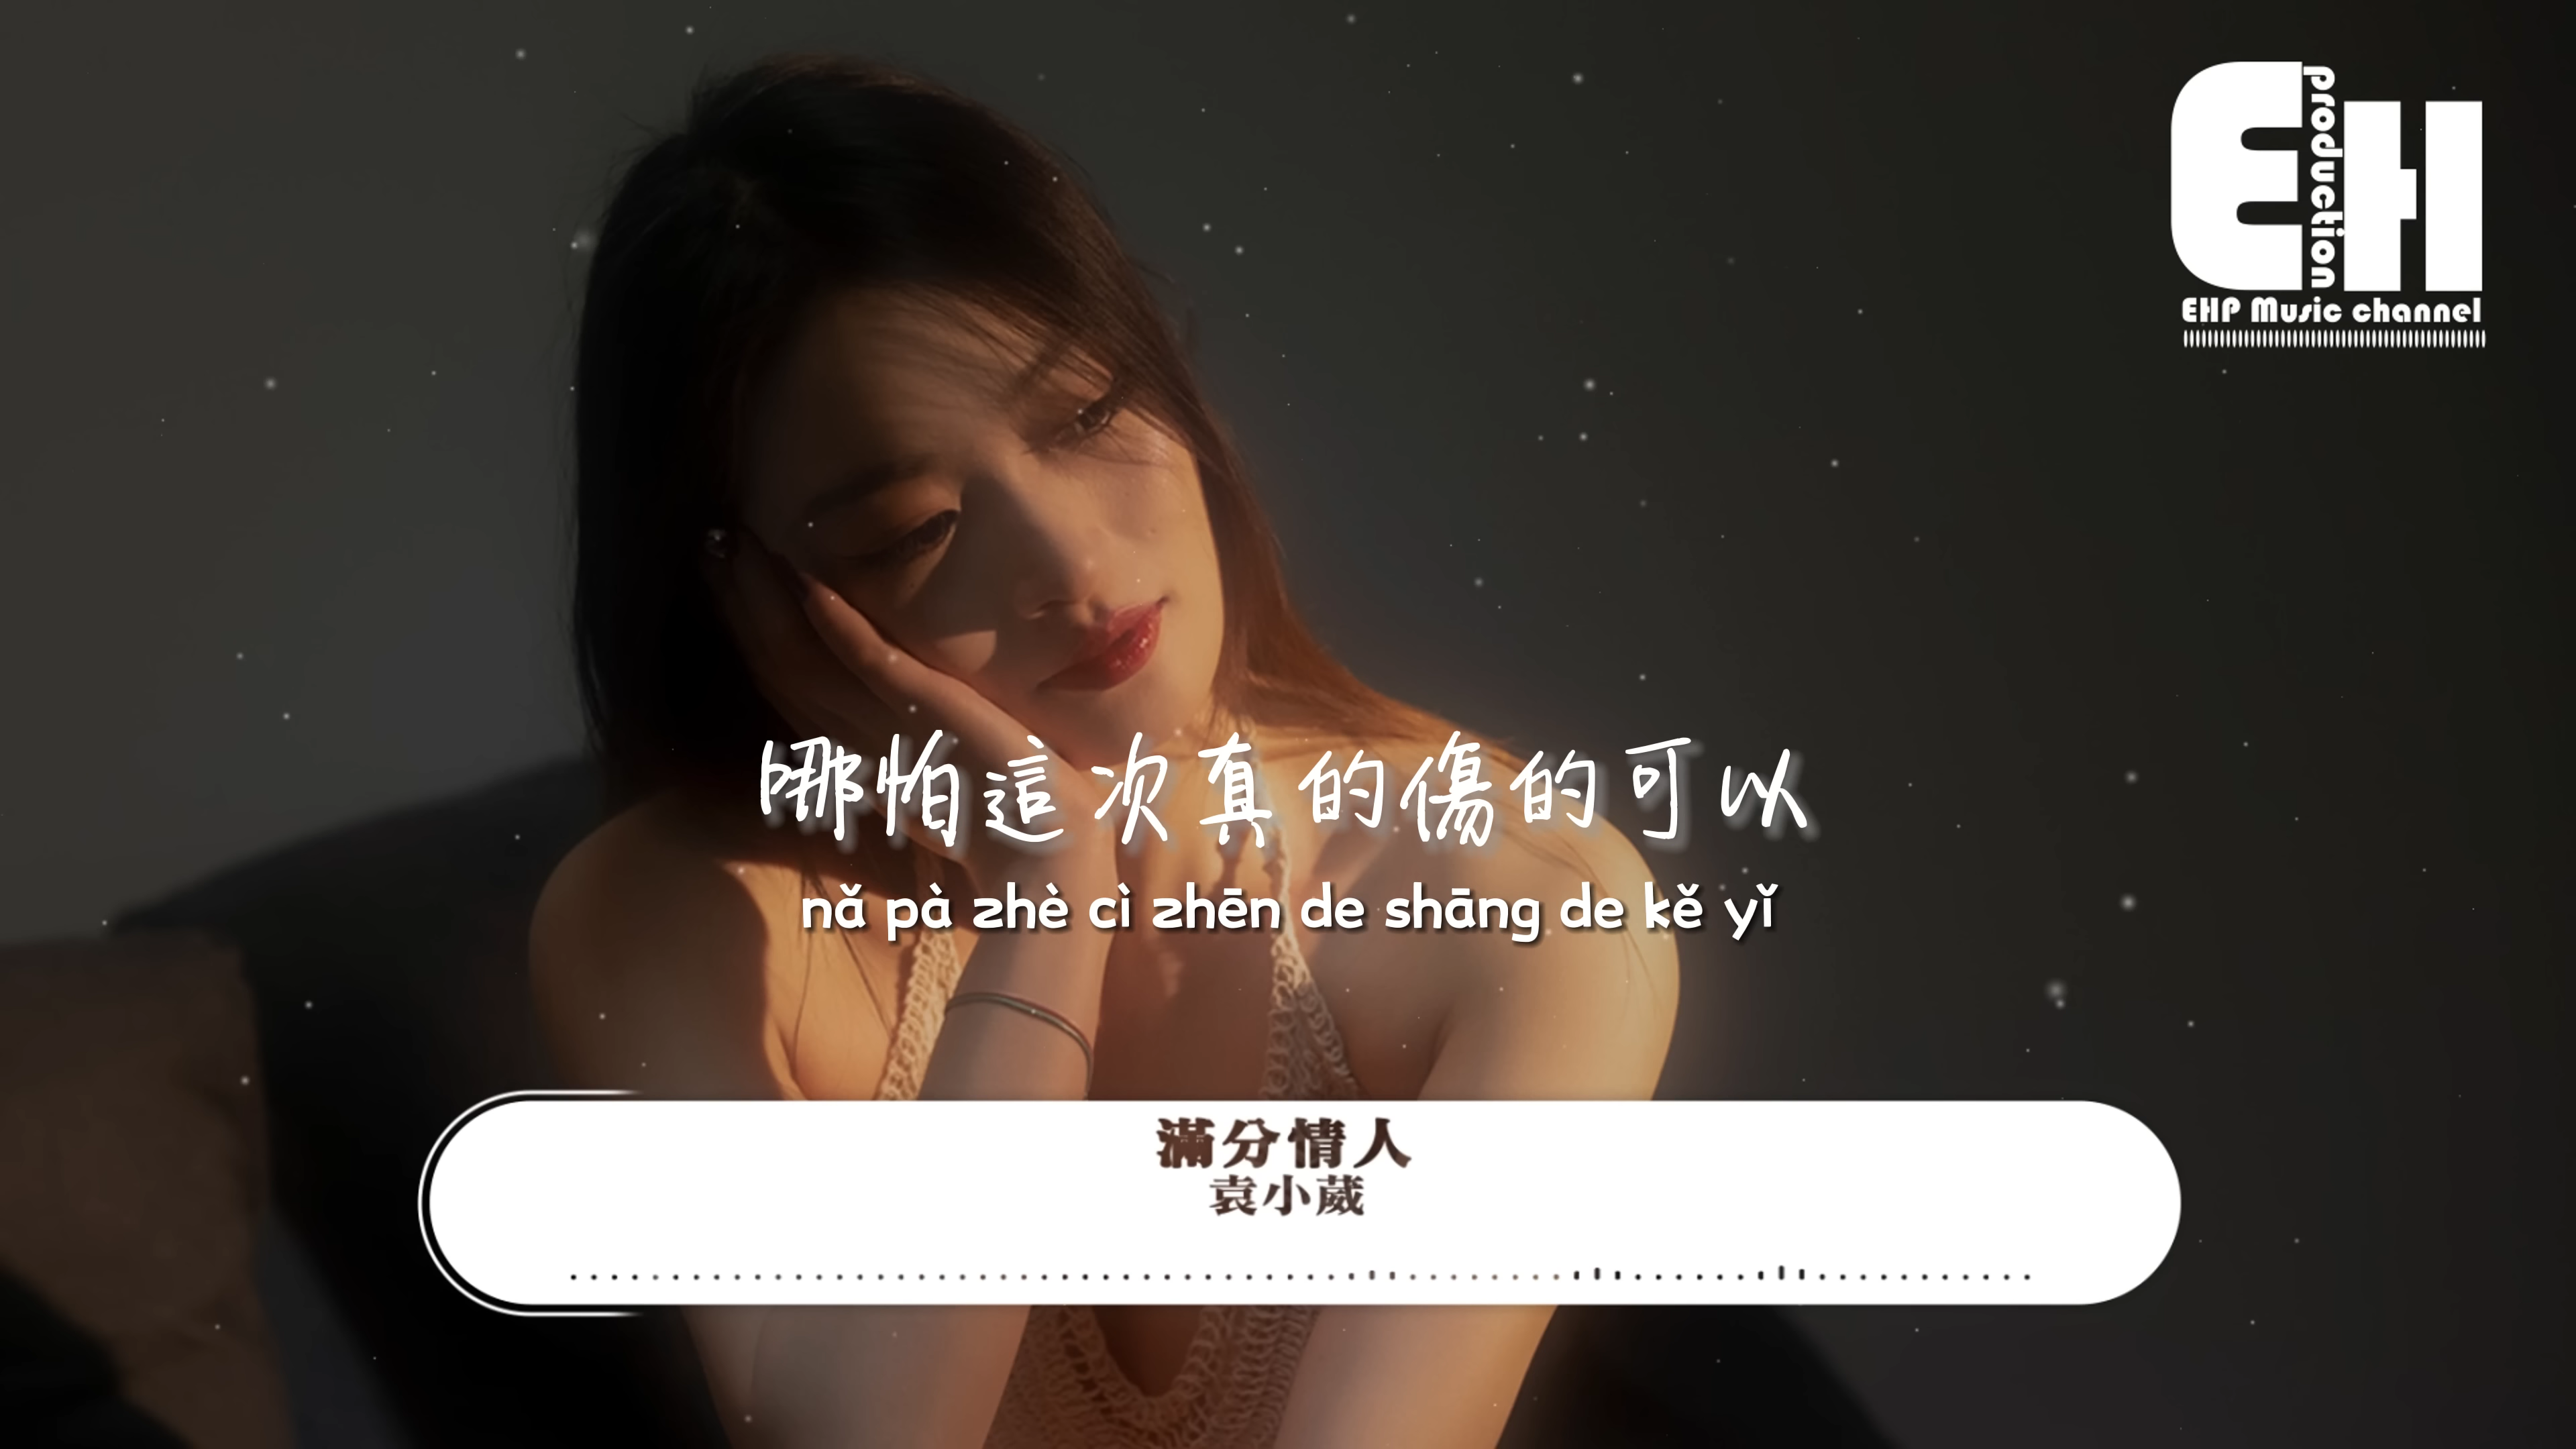 EH
production
EHP Music channel
哪怕這次真的傷的可以
nǎ pà zhè cì zhēn de shāng de kě yǐ
滿分情人
袁小葳